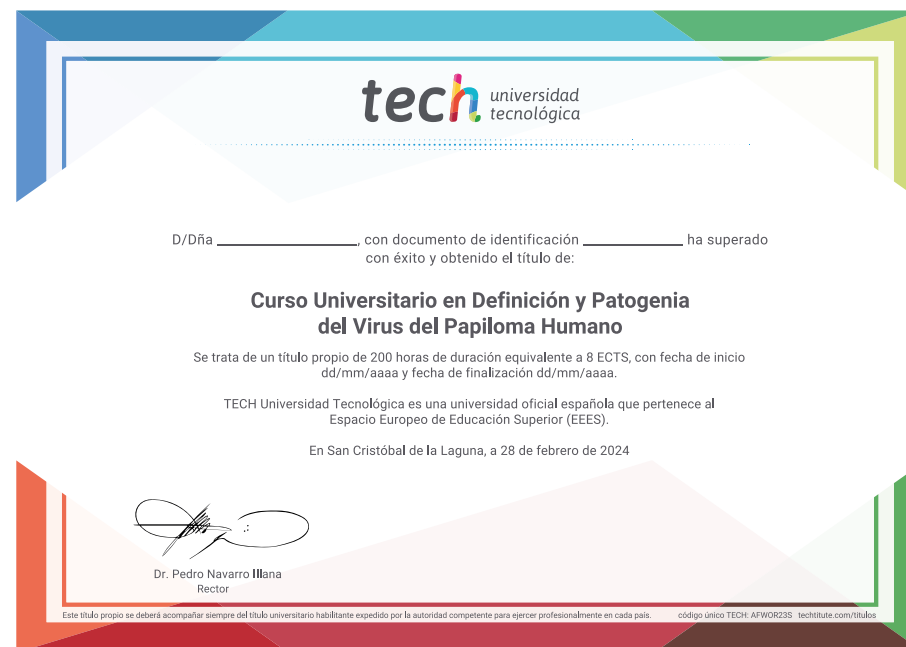 tech universidad
tecnológica
D/Dña ________________, con documento de identificación ____________ ha superado
con éxito y obtenido el título de:
Curso Universitario en Definición y Patogenia
del Virus del Papiloma Humano
Se trata de un título propio de 200 horas de duración equivalente a 8 ECTS, con fecha de inicio
dd/mm/aaaa y fecha de finalización dd/mm/aaaa.
TECH Universidad Tecnológica es una universidad oficial española que pertenece al
Espacio Europeo de Educación Superior (EEES).
En San Cristóbal de la Laguna, a 28 de febrero de 2024
Dr. Pedro Navarro Illana
Rector
Este título propio se deberá acompañar siempre del título universitario habilitante expedido por la autoridad competente para ejercer profesionalmente en cada país. código único TECH: AFWOR23S techtitute.com/titulos